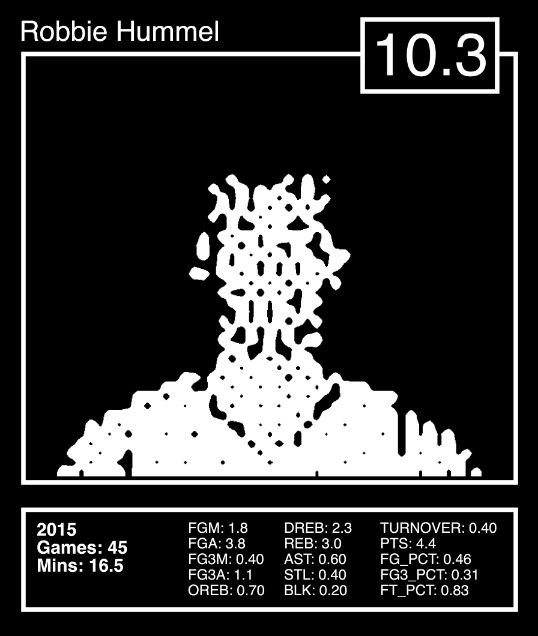 Robbie Hummel
10.3
2015
Games: 45
Mins: 16.5
FGM: 1.8
FGA: 3.8
FG3M: 0.40
FG3A: 1.1
OREB: 0.70
DREB: 2.3
REB: 3.0
AST: 0.60
STL: 0.40
BLK: 0.20
TURNOVER: 0.40
PTS: 4.4
FG_PCT: 0.46
FG3_PCT: 0.31
FT_PCT: 0.83